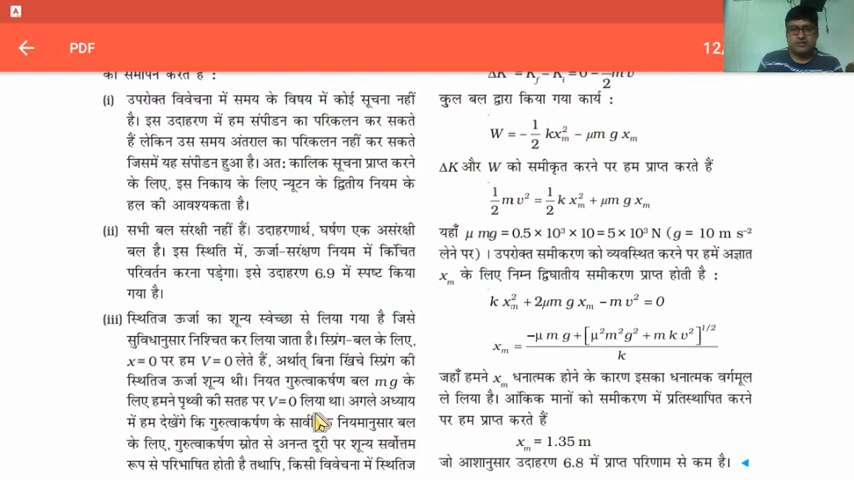 A
PDF
12,
का समापन करते हैं :
(i) उपरोक्त विवेचना में समय के विषय में कोई सूचना नहीं
है। इस उदाहरण में हम संपीडन का परिकलन कर सकते
हैं लेकिन उस समय अंतराल का परिकलन नहीं कर सकते
जिसमें यह संपीडन हुआ है। अत: कालिक सूचना प्राप्त करने
के लिए, इस निकाय के लिए न्यूटन के द्वितीय नियम के
हल की आवश्यकता है।
(ii) सभी बल संरक्षी नहीं हैं। उदाहरणार्थ, घर्षण एक असंरक्षी
बल है। इस स्थिति में, ऊर्जा-संरक्षण नियम में किंचित
परिवर्तन करना पड़ेगा। इसे उदाहरण 6.9 में स्पष्ट किया
गया है।
(iii) स्थितिज ऊर्जा का शून्य स्वेच्छा से लिया गया है जिसे
सुविधानुसार निश्चित कर लिया जाता है। स्प्रिंग-बल के लिए,
x=0 पर हम V=0 लेते हैं, अर्थात् बिना खिंचे स्प्रिंग की
स्थितिज ऊर्जा शून्य थी। नियत गुरुत्वाकर्षण बल mg के
लिए हमने पृथ्वी की सतह पर V=0 लिया था। अगले अध्याय
में हम देखेंगे कि गुरुत्वाकर्षण के नियमानुसार बल
के लिए, गुरुत्वाकर्षण स्रोत से अनन्त दूरी पर शून्य सर्वोत्तम
रूप से परिभाषित होती है तथापि, किसी विवेचना में स्थितिज
ΔK = K_f − K_i = 0 − 1/2 m v
कुल बल द्वारा किया गया कार्य :
W = − 1/2 kx_m² − μm g x_m
ΔK और W को समीकृत करने पर हम प्राप्त करते हैं
1/2 m v² = 1/2 k x_m² + μm g x_m
यहाँ μ mg = 0.5 × 10³ × 10 = 5 × 10³ N (g = 10 m s⁻²
लेने पर) । उपरोक्त समीकरण को व्यवस्थित करने पर हमें अज्ञात
x_m के लिए निम्न द्विघातीय समीकरण प्राप्त होती है :
k x_m² + 2μm g x_m − m v² = 0
x_m = −μ m g + [μ²m²g² + m k v²]^1/2 / k
जहाँ हमने x_m धनात्मक होने के कारण इसका धनात्मक वर्गमूल
ले लिया है। आंकिक मानों को समीकरण में प्रतिस्थापित करने
पर हम प्राप्त करते हैं
x_m = 1.35 m
जो आशानुसार उदाहरण 6.8 में प्राप्त परिणाम से कम है।